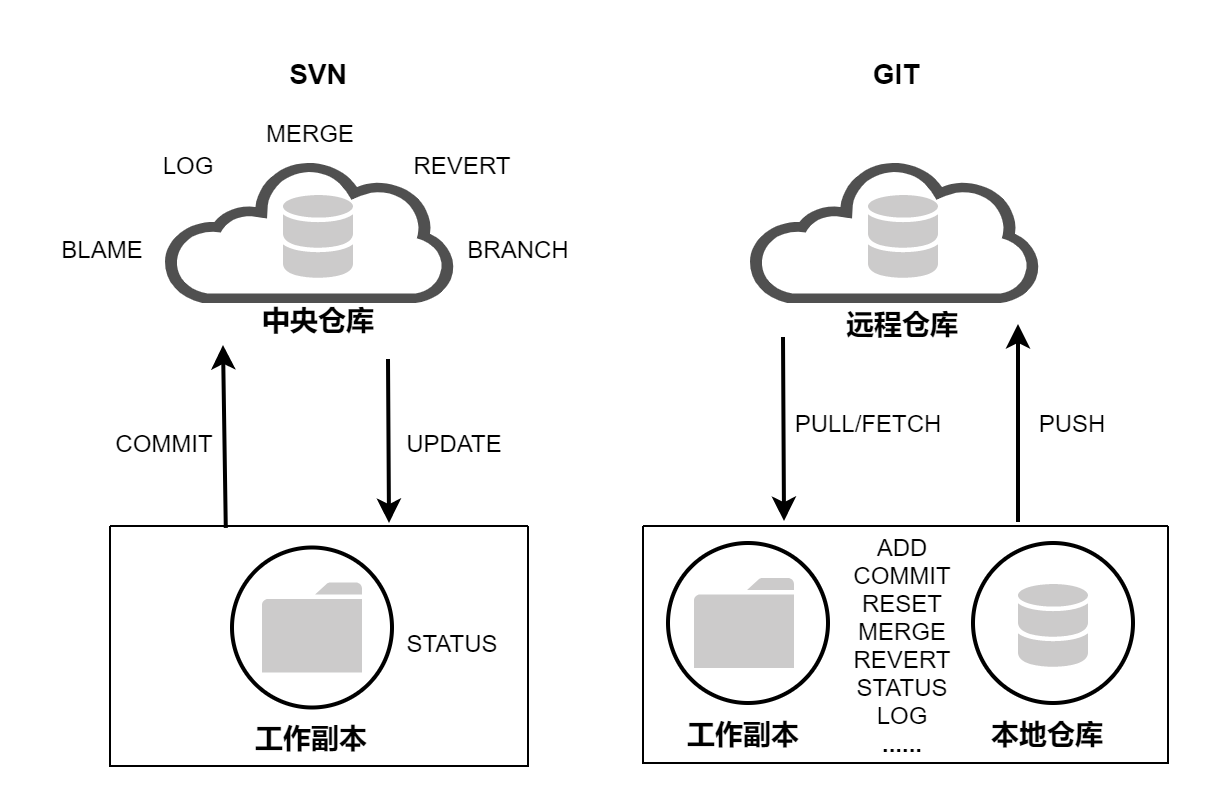 SVN
MERGE
LOG
REVERT
BLAME
BRANCH
中央仓库
COMMIT
UPDATE
STATUS
工作副本
GIT
远程仓库
PULL/FETCH
PUSH
ADD
COMMIT
RESET
MERGE
REVERT
STATUS
LOG
......
工作副本
本地仓库